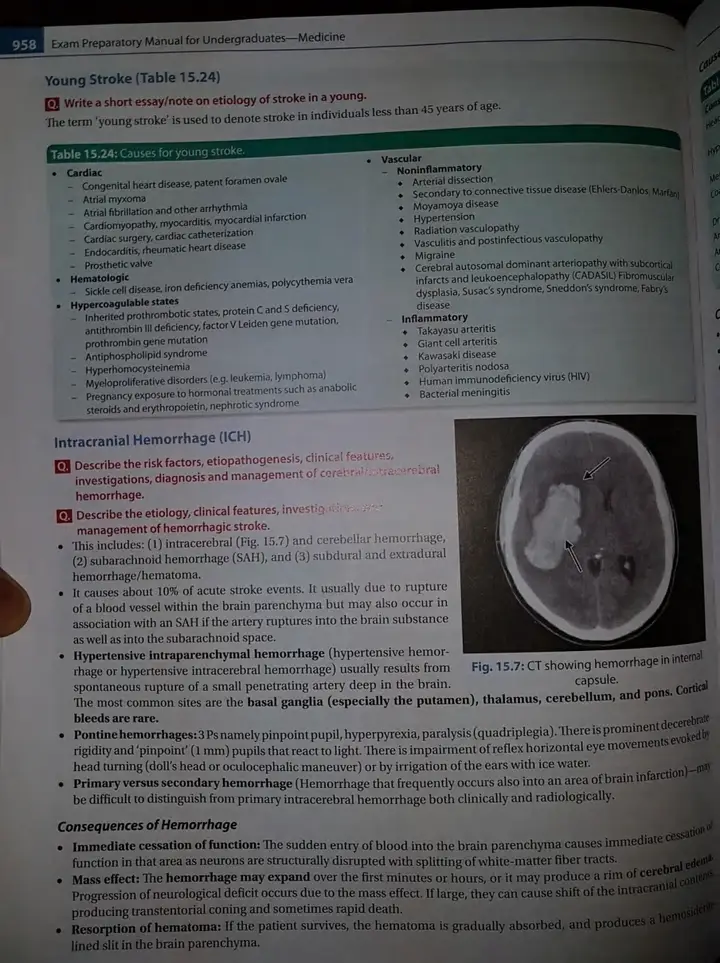 958 Exam Preparatory Manual for Undergraduates—Medicine
Young Stroke (Table 15.24)
Q. Write a short essay/note on etiology of stroke in a young.
The term 'young stroke' is used to denote stroke in individuals less than 45 years of age.
Table 15.24: Causes for young stroke.
• Cardiac
– Congenital heart disease, patent foramen ovale
– Atrial myxoma
– Atrial fibrillation and other arrhythmia
– Cardiomyopathy, myocarditis, myocardial infarction
– Cardiac surgery, cardiac catheterization
– Endocarditis, rheumatic heart disease
– Prosthetic valve
• Hematologic
– Sickle cell disease, iron deficiency anemias, polycythemia vera
• Hypercoagulable states
– Inherited prothrombotic states, protein C and S deficiency,
antithrombin III deficiency, factor V Leiden gene mutation,
prothrombin gene mutation
– Antiphospholipid syndrome
– Hyperhomocysteinemia
– Myeloproliferative disorders (e.g. leukemia, lymphoma)
– Pregnancy exposure to hormonal treatments such as anabolic
steroids and erythropoietin, nephrotic syndrome
• Vascular
– Noninflammatory
◆ Arterial dissection
◆ Secondary to connective tissue disease (Ehlers-Danlos, Marfan)
◆ Moyamoya disease
◆ Hypertension
◆ Radiation vasculopathy
◆ Vasculitis and postinfectious vasculopathy
◆ Migraine
◆ Cerebral autosomal dominant arteriopathy with subcortical
infarcts and leukoencephalopathy (CADASIL) Fibromuscular
dysplasia, Susac's syndrome, Sneddon's syndrome, Fabry's
disease
– Inflammatory
◆ Takayasu arteritis
◆ Giant cell arteritis
◆ Kawasaki disease
◆ Polyarteritis nodosa
◆ Human immunodeficiency virus (HIV)
◆ Bacterial meningitis
Intracranial Hemorrhage (ICH)
Q. Describe the risk factors, etiopathogenesis, clinical features,
investigations, diagnosis and management of cerebral/intracerebral
hemorrhage.
Q. Describe the etiology, clinical features,
management of hemorrhagic stroke.
• This includes: (1) intracerebral (Fig. 15.7) and cerebellar hemorrhage,
(2) subarachnoid hemorrhage (SAH), and (3) subdural and extradural
hemorrhage/hematoma.
• It causes about 10% of acute stroke events. It usually due to rupture
of a blood vessel within the brain parenchyma but may also occur in
association with an SAH if the artery ruptures into the brain substance
as well as into the subarachnoid space.
• Hypertensive intraparenchymal hemorrhage (hypertensive hemor-
rhage or hypertensive intracerebral hemorrhage) usually results from
spontaneous rupture of a small penetrating artery deep in the brain.
The most common sites are the basal ganglia (especially the putamen), thalamus, cerebellum, and pons. Cortical
bleeds are rare.
Fig. 15.7: CT showing hemorrhage in internal
capsule.
• Pontine hemorrhages: 3 Ps namely pinpoint pupil, hyperpyrexia, paralysis (quadriplegia). There is prominent decerebrate
rigidity and 'pinpoint' (1 mm) pupils that react to light. There is impairment of reflex horizontal eye movements evoked by
head turning (doll's head or oculocephalic maneuver) or by irrigation of the ears with ice water.
• Primary versus secondary hemorrhage (Hemorrhage that frequently occurs also into an area of brain infarction)—may
be difficult to distinguish from primary intracerebral hemorrhage both clinically and radiologically.
Consequences of Hemorrhage
• Immediate cessation of function: The sudden entry of blood into the brain parenchyma causes immediate cessation of
function in that area as neurons are structurally disrupted with splitting of white-matter fiber tracts.
• Mass effect: The hemorrhage may expand over the first minutes or hours, or it may produce a rim of cerebral edema.
Progression of neurological deficit occurs due to the mass effect. If large, they can cause shift of the intracranial
producing transtentorial coning and sometimes rapid death.
• Resorption of hematoma: If the patient survives, the hematoma is gradually absorbed, and produces a
lined slit in the brain parenchyma.